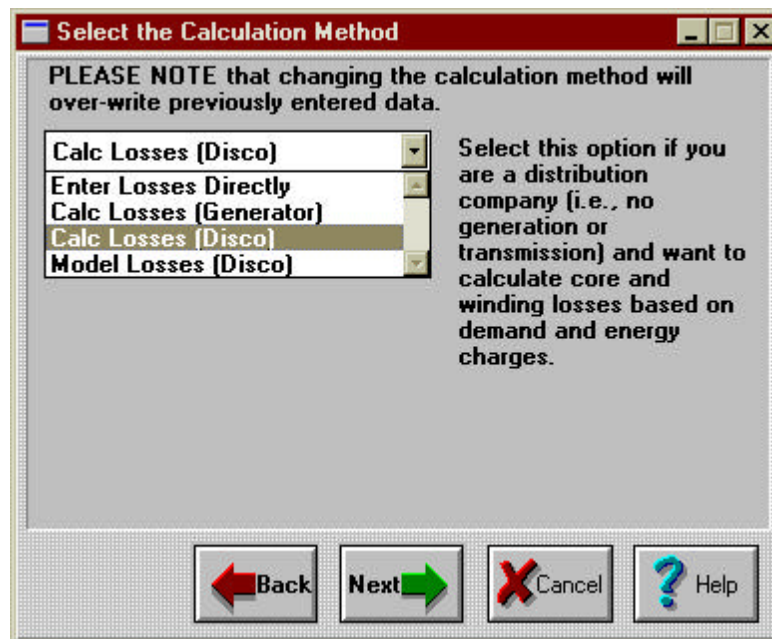 Select the Calculation Method
PLEASE NOTE that changing the calculation method will
over-write previously entered data.
Calc Losses (Disco)
Enter Losses Directly
Calc Losses (Generator)
Calc Losses (Disco)
Model Losses (Disco)
Select this option if you
are a distribution
company (i.e., no
generation or
transmission) and want to
calculate core and
winding losses based on
demand and energy
charges.
Back
Next
Cancel
Help